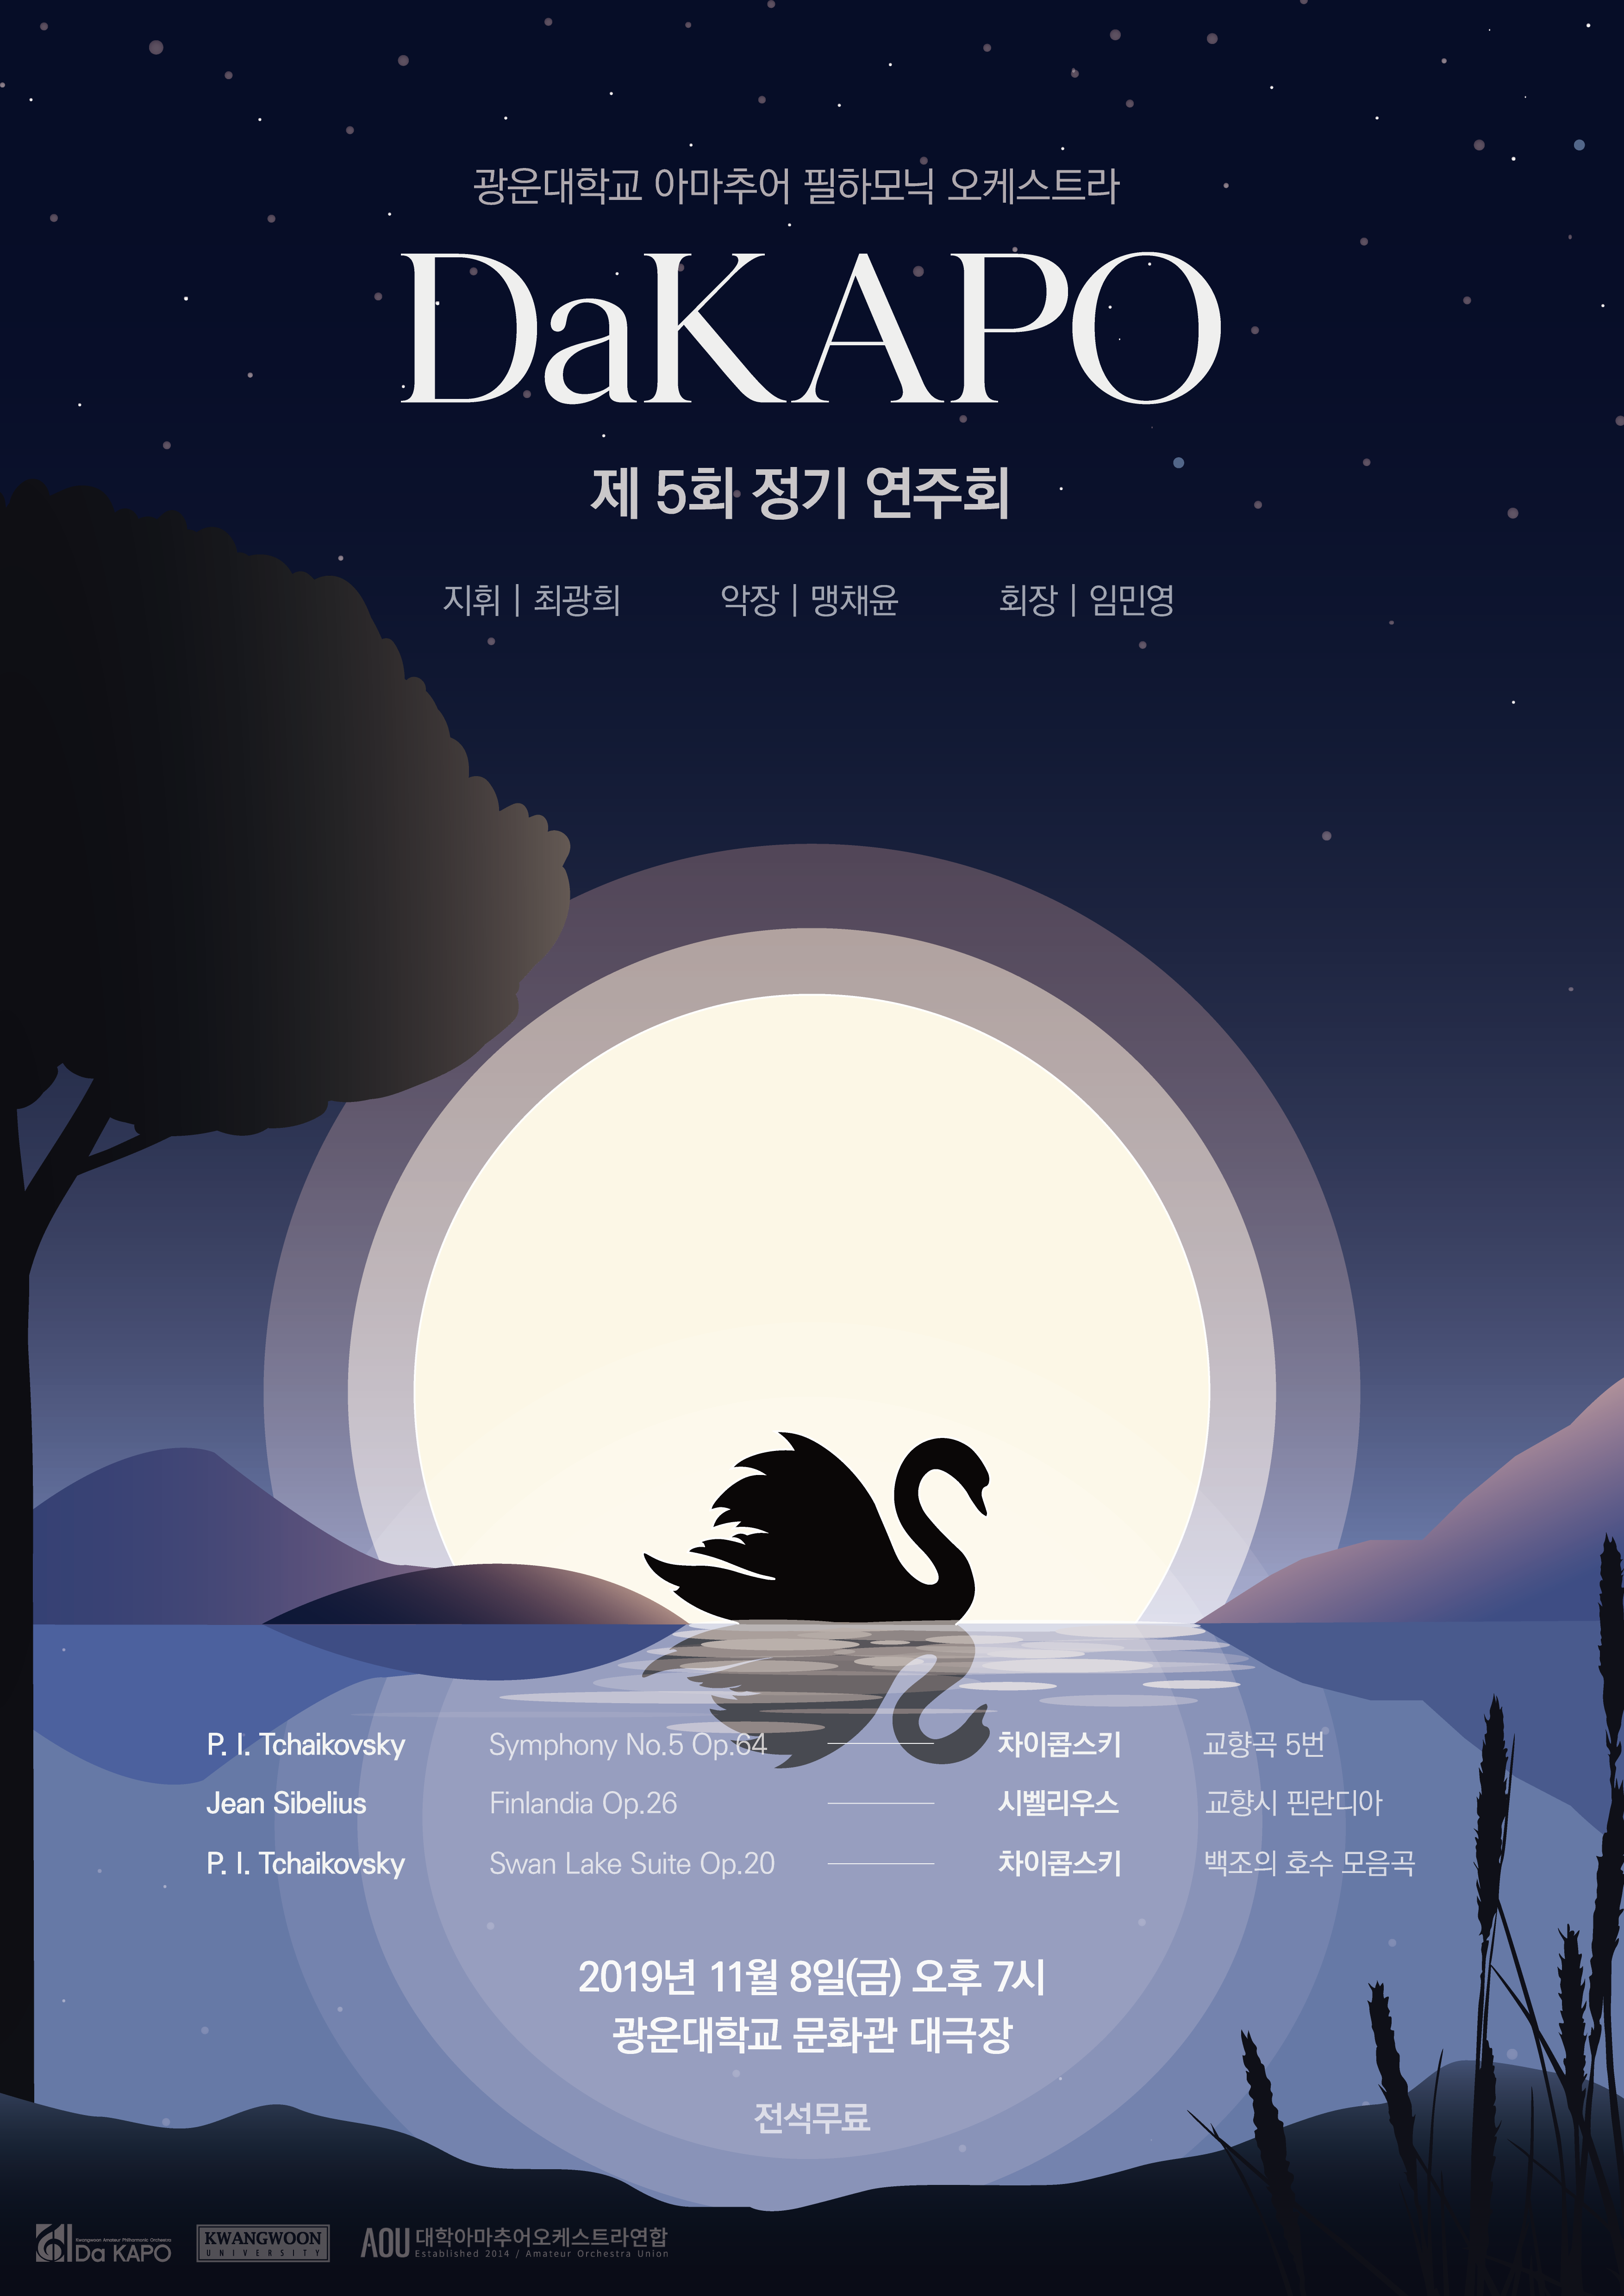 광운대학교 아마추어 필하모닉 오케스트라
DaKAPO
제 5회 정기 연주회
지휘 | 최광희 악장 | 맹채윤 회장 | 임민영
P. I. Tchaikovsky Symphony No.5 Op.64 차이콥스키 교향곡 5번
Jean Sibelius Finlandia Op.26 시벨리우스 교향시 핀란디아
P. I. Tchaikovsky Swan Lake Suite Op.20 차이콥스키 백조의 호수 모음곡
2019년 11월 8일(금) 오후 7시
광운대학교 문화관 대극장
전석무료
Kwangwoon Amateur Philharmonic Orchestra
Da KAPO
KWANGWOON
UNIVERSITY
AOU 대학아마추어오케스트라연합
Established 2014 / Amateur Orchestra Union